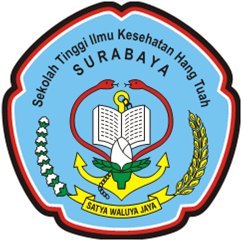 Sekolah Tinggi Ilmu Kesehatan Hang Tuah
SURABAYA
SATYA WALUYA JAYA